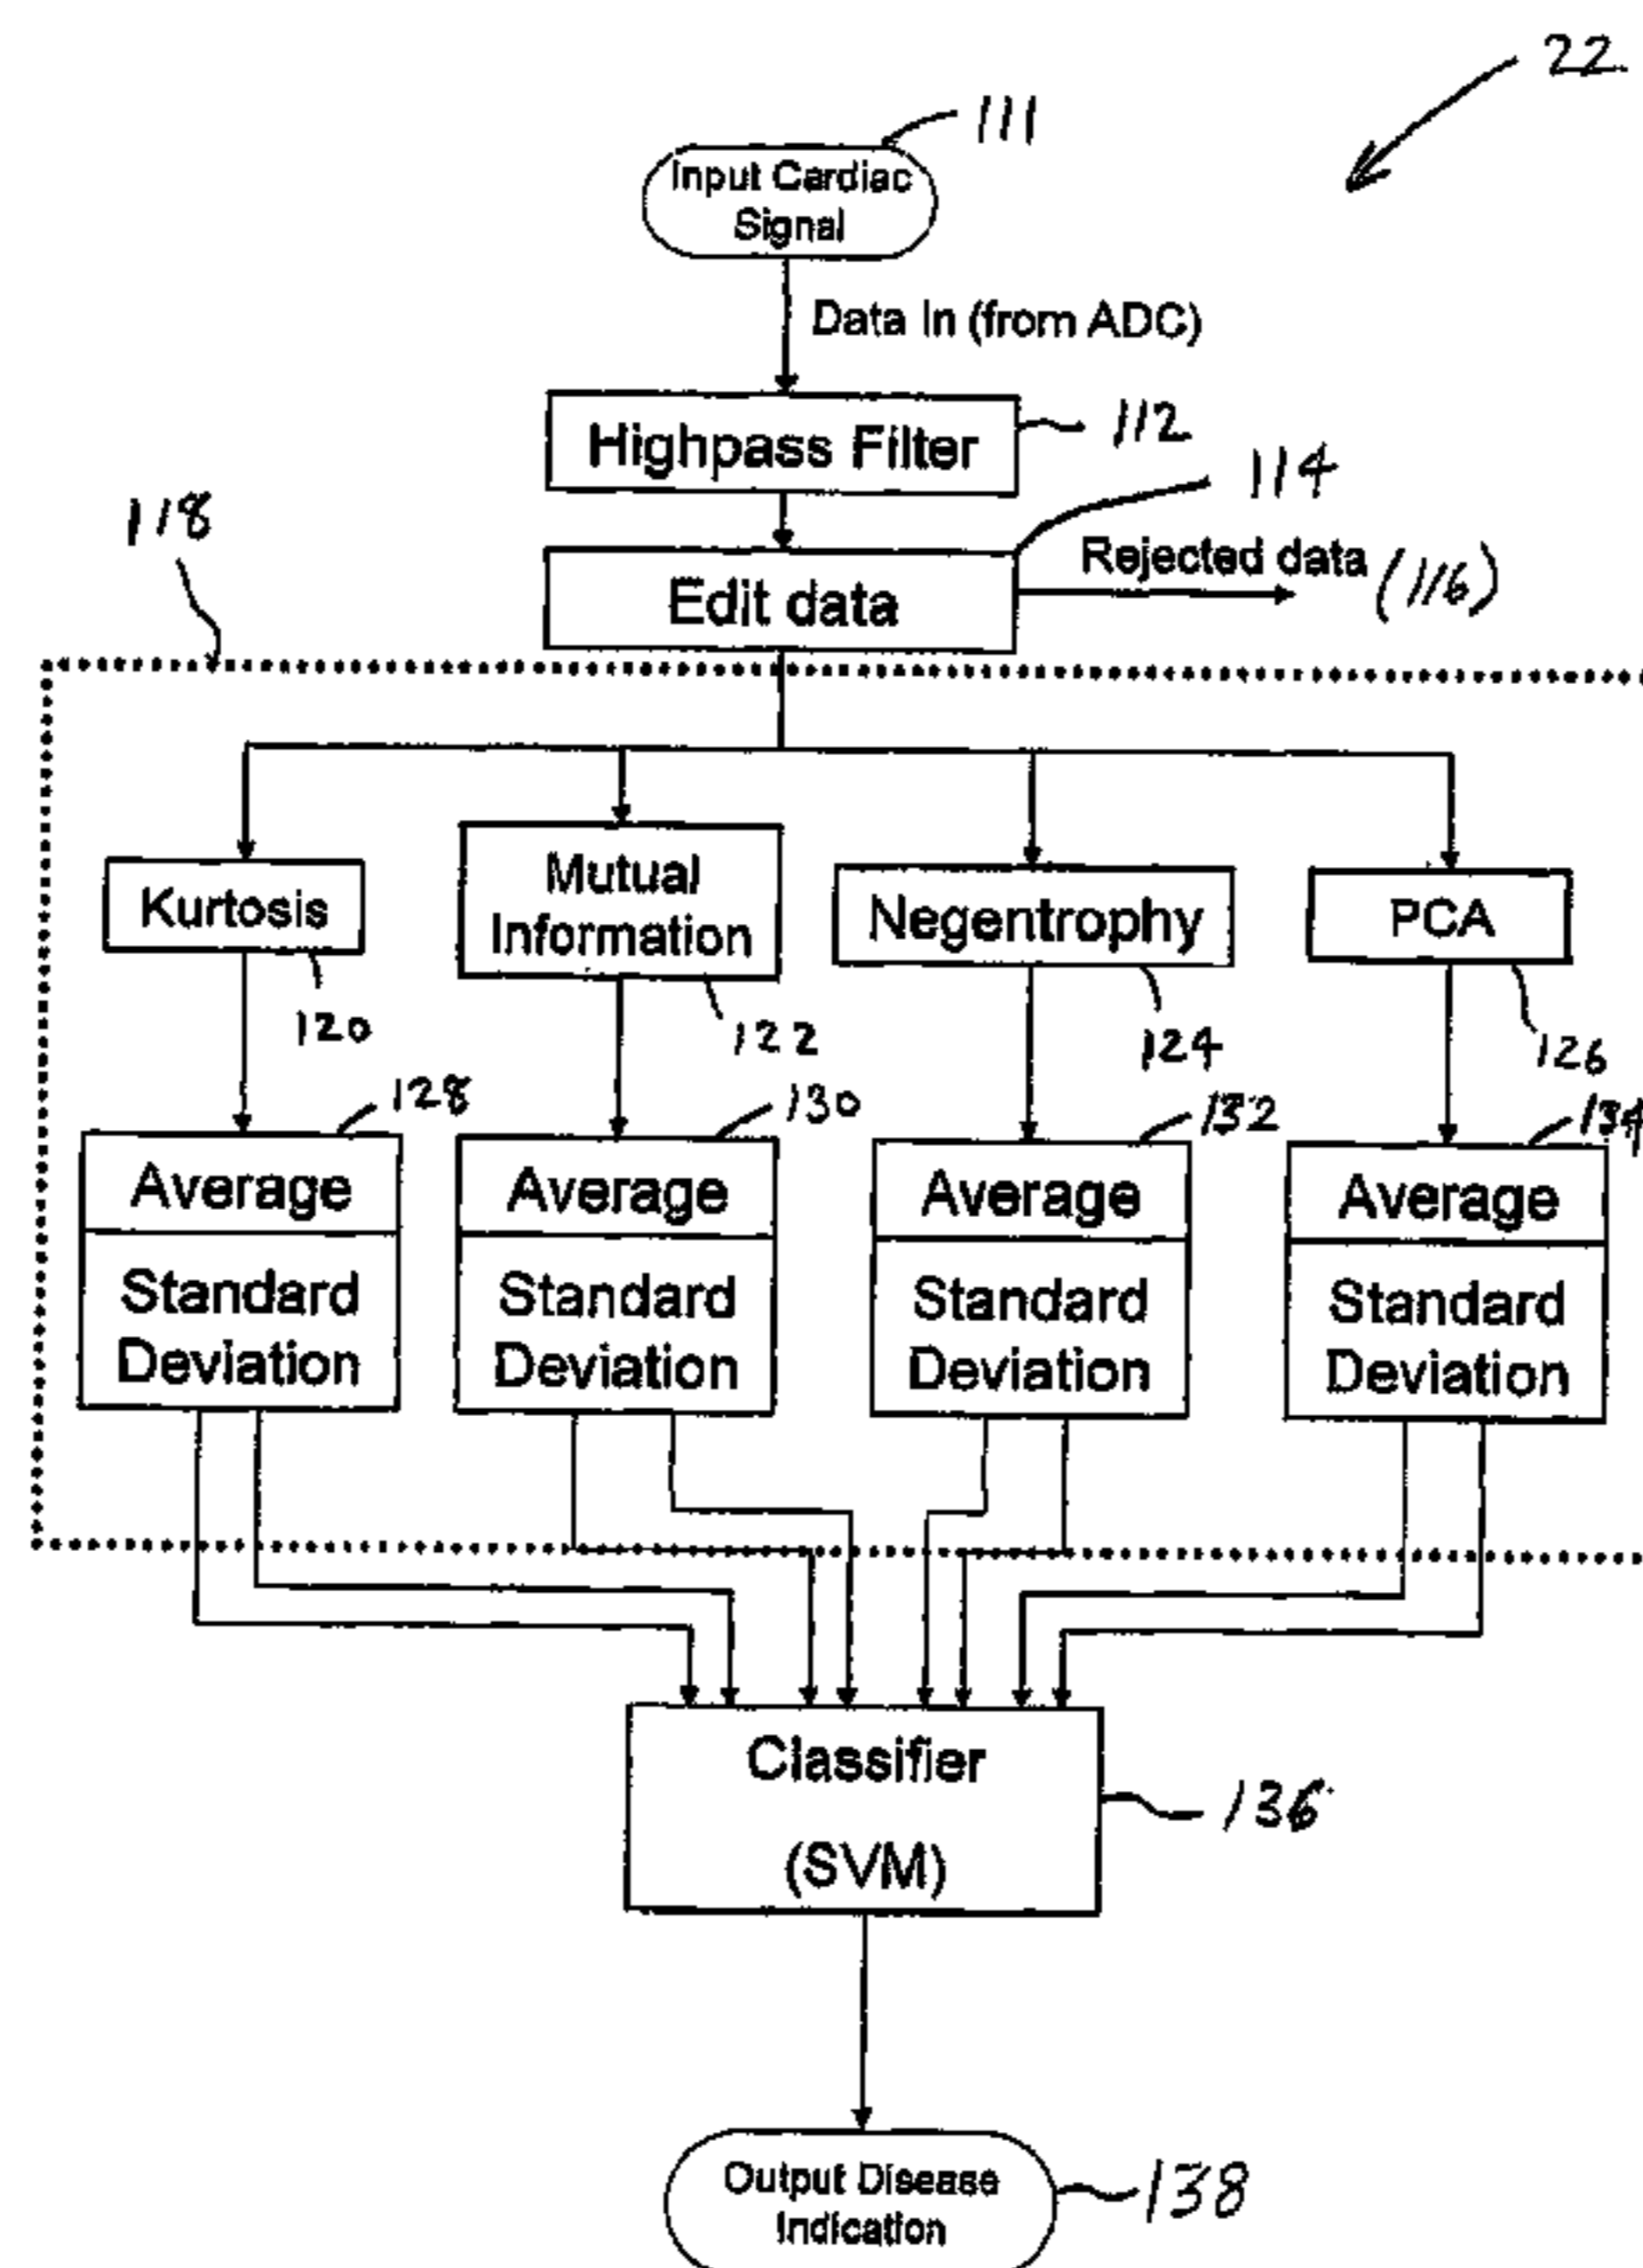 22
111
Input Cardiac
Signal
Data In (from ADC)
Highpass Filter
112
114
118
Rejected data (116)
Edit data
Kurtosis
Mutual
Information
Negentrophy
PCA
120
122
124
126
128
130
132
134
Average
Standard
Deviation
Average
Standard
Deviation
Average
Standard
Deviation
Average
Standard
Deviation
Classifier
(SVM)
136
Output Disease
Indication
138